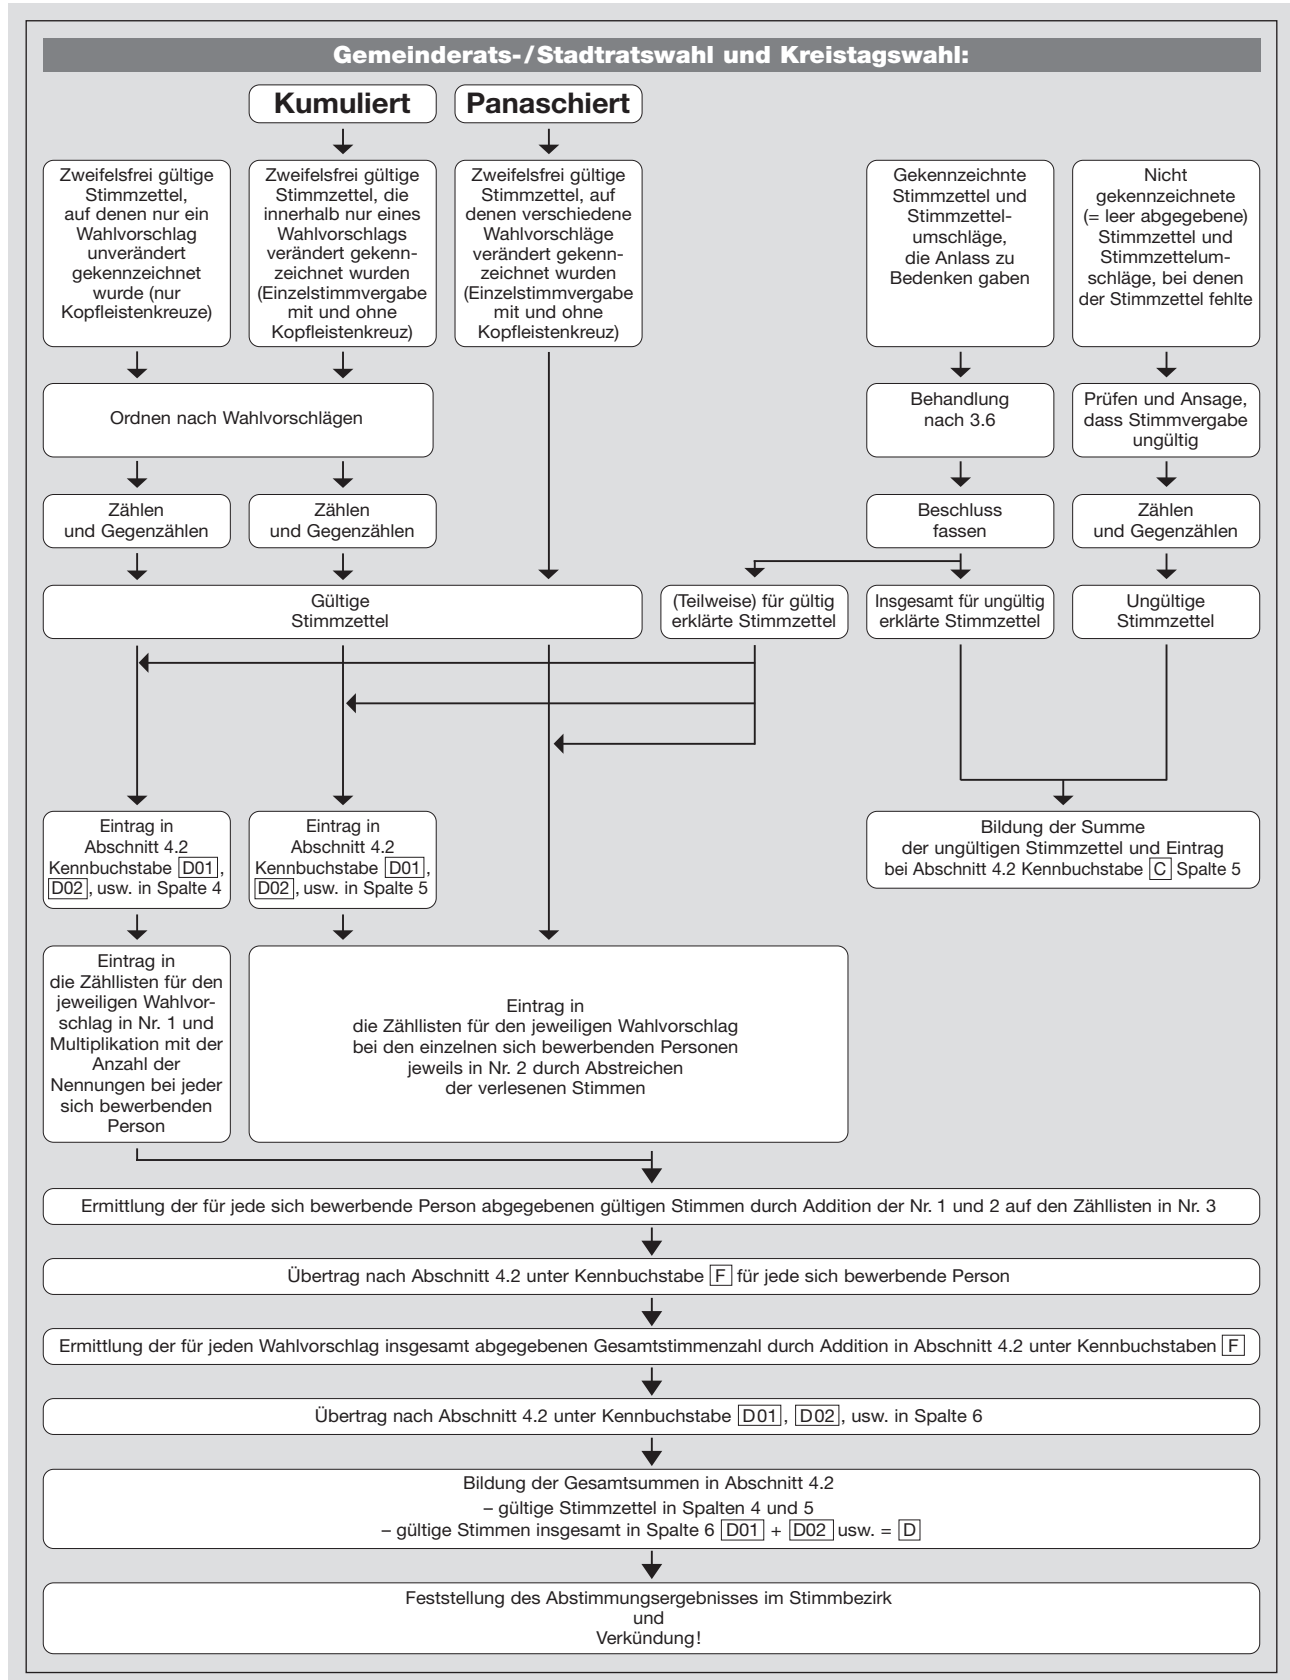 Gemeinderats-/Stadtratswahl und Kreistagswahl:
Kumuliert
Panaschiert
Zweifelsfrei gültige
Stimmzettel,
auf denen nur ein
Wahlvorschlag
unverändert
gekennzeichnet
wurde (nur
Kopfleistenkreuze)
Zweifelsfrei gültige
Stimmzettel, die
innerhalb nur eines
Wahlvorschlags
verändert gekenn-
zeichnet wurden
(Einzelstimmvergabe
mit und ohne
Kopfleistenkreuz)
Zweifelsfrei gültige
Stimmzettel, auf
denen verschiedene
Wahlvorschläge
verändert gekenn-
zeichnet wurden
(Einzelstimmvergabe
mit und ohne
Kopfleistenkreuz)
Gekennzeichnte
Stimmzettel und
Stimmzettel-
umschläge,
die Anlass zu
Bedenken gaben
Nicht
gekennzeichnete
(= leer abgegebene)
Stimmzettel und
Stimmzettelum-
schläge, bei denen
der Stimmzettel fehlte
Ordnen nach Wahlvorschlägen
Behandlung
nach 3.6
Prüfen und Ansage,
dass Stimmvergabe
ungültig
Zählen
und Gegenzählen
Zählen
und Gegenzählen
Beschluss
fassen
Zählen
und Gegenzählen
Gültige
Stimmzettel
(Teilweise) für gültig
erklärte Stimmzettel
Insgesamt für ungültig
erklärte Stimmzettel
Ungültige
Stimmzettel
Eintrag in
Abschnitt 4.2
Kennbuchstabe D01,
D02, usw. in Spalte 4
Eintrag in
Abschnitt 4.2
Kennbuchstabe D01,
D02, usw. in Spalte 5
Bildung der Summe
der ungültigen Stimmzettel und Eintrag
bei Abschnitt 4.2 Kennbuchstabe C Spalte 5
Eintrag in
die Zähllisten für den
jeweiligen Wahlvor-
schlag in Nr. 1 und
Multiplikation mit der
Anzahl der
Nennungen bei jeder
sich bewerbenden
Person
Eintrag in
die Zähllisten für den jeweiligen Wahlvorschlag
bei den einzelnen sich bewerbenden Personen
jeweils in Nr. 2 durch Abstreichen
der verlesenen Stimmen
Ermittlung der für jede sich bewerbende Person abgegebenen gültigen Stimmen durch Addition der Nr. 1 und 2 auf den Zähllisten in Nr. 3
Übertrag nach Abschnitt 4.2 unter Kennbuchstabe F für jede sich bewerbende Person
Ermittlung der für jeden Wahlvorschlag insgesamt abgegebenen Gesamtstimmenzahl durch Addition in Abschnitt 4.2 unter Kennbuchstaben F
Übertrag nach Abschnitt 4.2 unter Kennbuchstabe D01, D02, usw. in Spalte 6
Bildung der Gesamtsummen in Abschnitt 4.2
– gültige Stimmzettel in Spalten 4 und 5
– gültige Stimmen insgesamt in Spalte 6 D01 + D02 usw. = D
Feststellung des Abstimmungsergebnisses im Stimmbezirk
und
Verkündung!